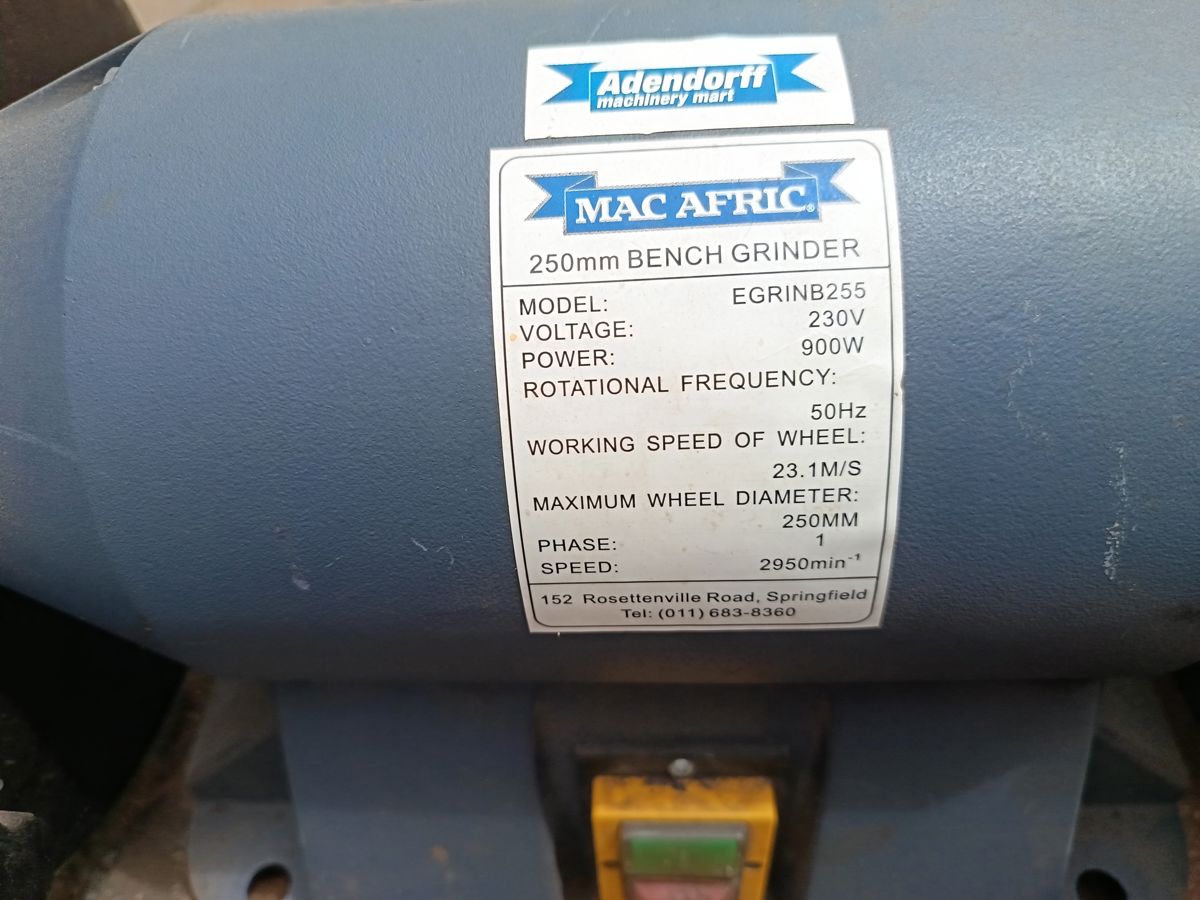 Adendorff
machinery mart
MAC AFRIC®
250mm BENCH GRINDER
MODEL: EGRINB255
VOLTAGE: 230V
POWER: 900W
ROTATIONAL FREQUENCY:
50Hz
WORKING SPEED OF WHEEL:
23.1M/S
MAXIMUM WHEEL DIAMETER:
250MM
PHASE: 1
SPEED: 2950min⁻¹
152 Rosettenville Road, Springfield
Tel: (011) 683-8360